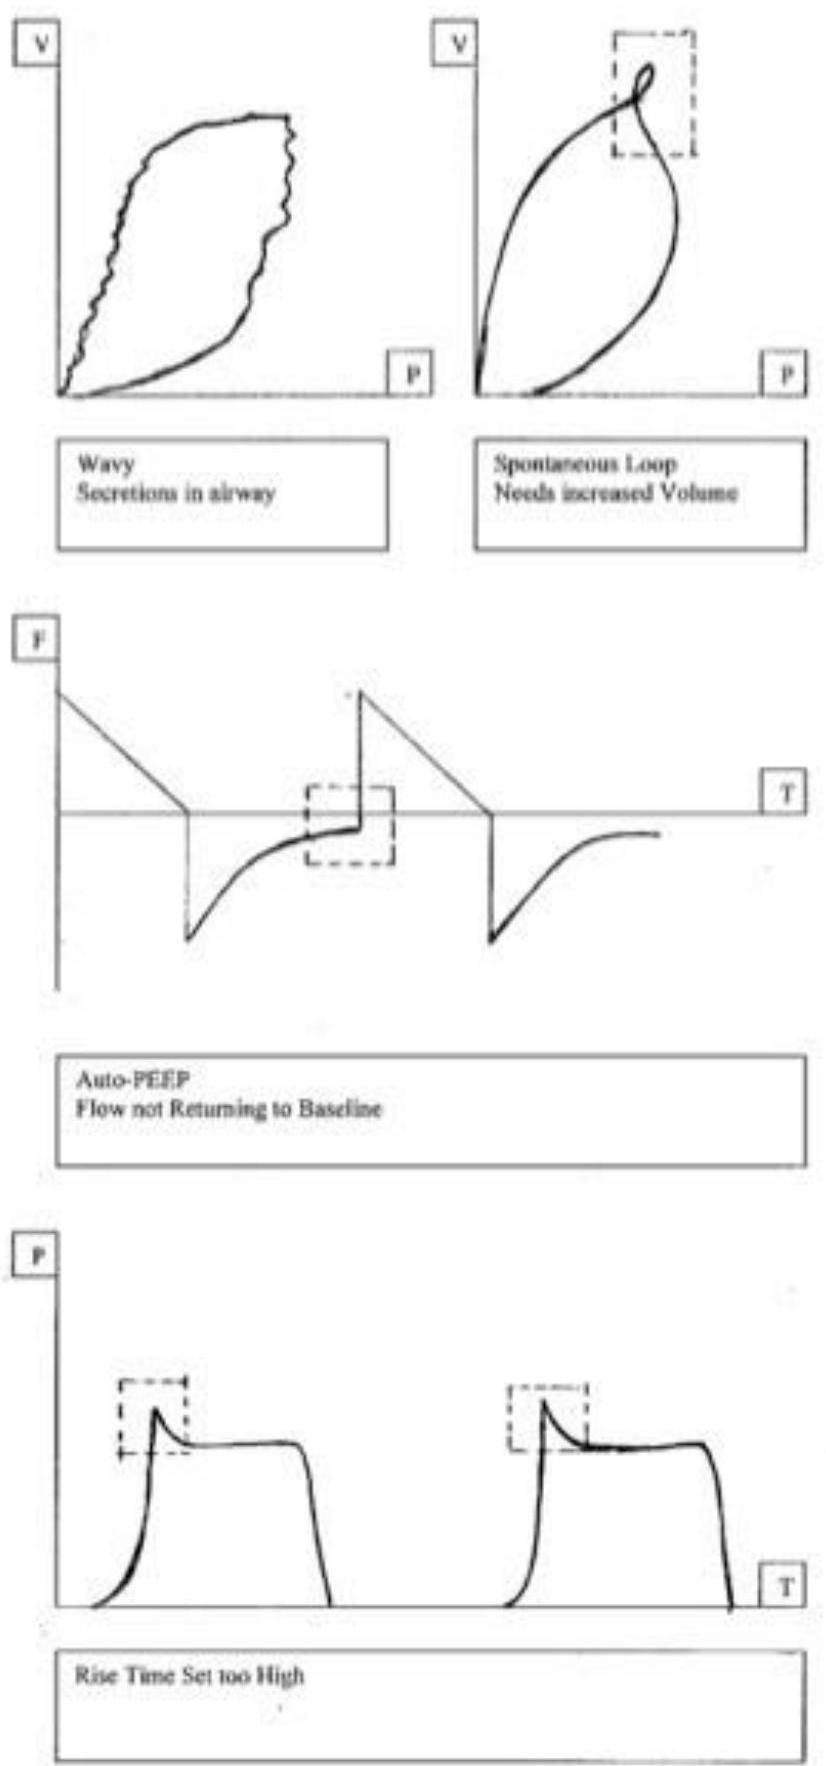 V
V
P
P
Wavy
Secretions in airway
Spontaneous Loop
Needs increased Volume
F
T
Auto-PEEP
Flow not Returning to Baseline
P
T
Rise Time Set too High